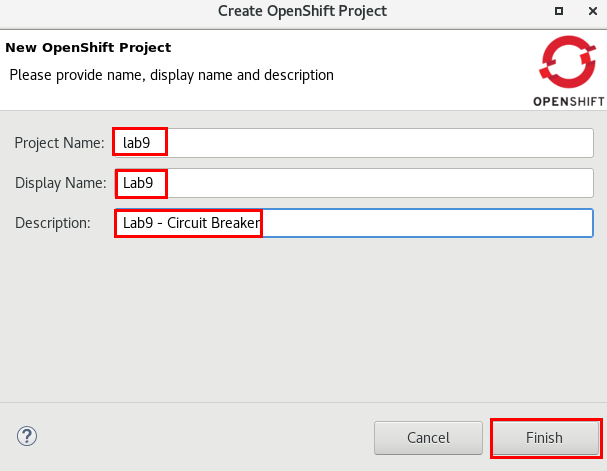 Create OpenShift Project
New OpenShift Project
Please provide name, display name and description
OPENSHIFT
Project Name: lab9
Display Name: Lab9
Description: Lab9 - Circuit Breaker
? Cancel Finish